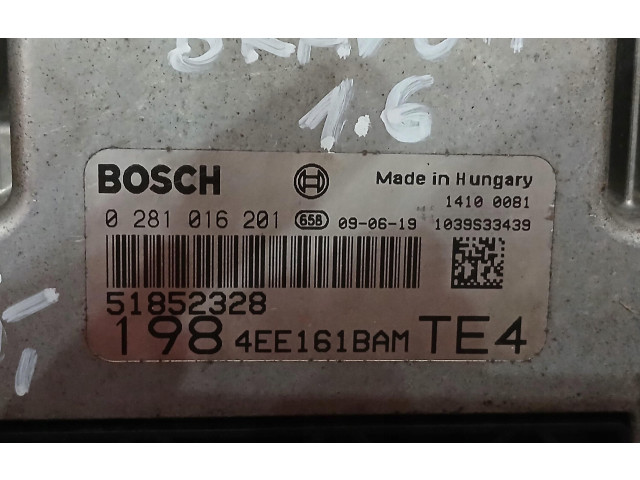 1.6
BOSCH
Made in Hungary
1410 0081
0 281 016 201 658 09-06-19 1039S33439
51852328
198 4EE161BAM TE4